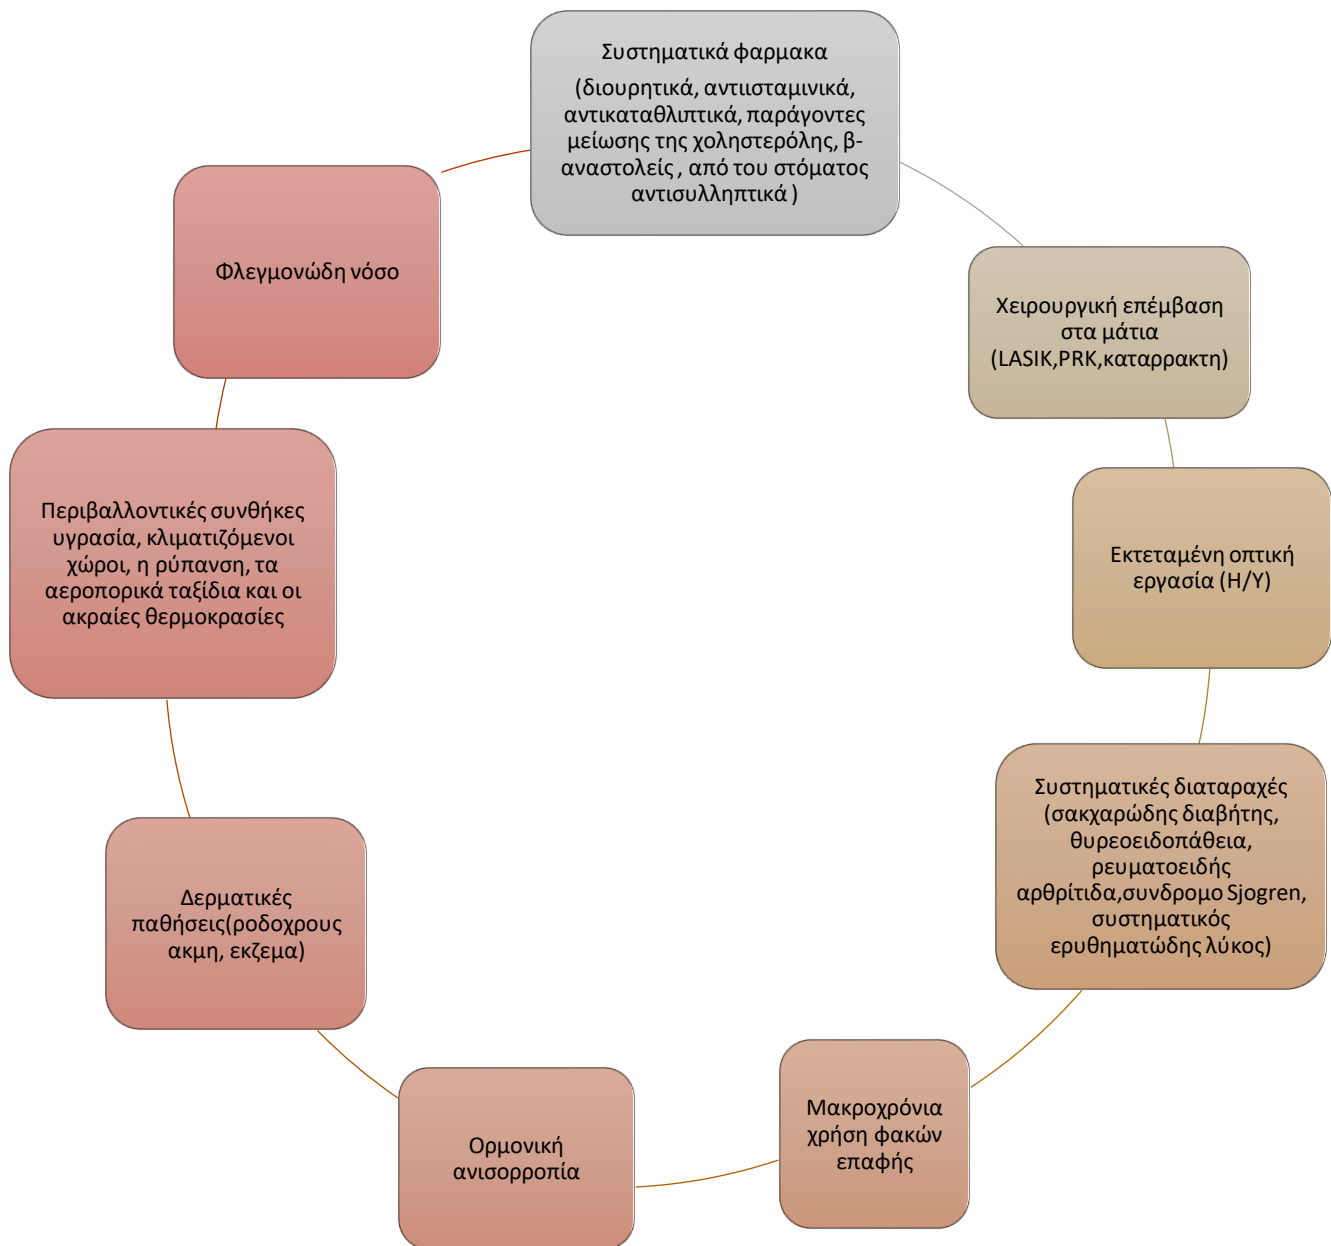 Συστηματικά φαρμακα
(διουρητικά, αντιισταμινικά,
αντικαταθλιπτικά, παράγοντες
μείωσης της χοληστερόλης, β-
αναστολείς , από του στόματος
αντισυλληπτικά )
Χειρουργική επέμβαση
στα μάτια
(LASIK,PRK,καταρρακτη)
Εκτεταμένη οπτική
εργασία (Η/Υ)
Συστηματικές διαταραχές
(σακχαρώδης διαβήτης,
θυρεοειδοπάθεια,
ρευματοειδής
αρθρίτιδα,συνδρομο Sjogren,
συστηματικός
ερυθηματώδης λύκος)
Μακροχρόνια
χρήση φακών
επαφής
Ορμονική
ανισορροπία
Δερματικές
παθήσεις(ροδοχρους
ακμη, εκζεμα)
Περιβαλλοντικές συνθήκες
υγρασία, κλιματιζόμενοι
χώροι, η ρύπανση, τα
αεροπορικά ταξίδια και οι
ακραίες θερμοκρασίες
Φλεγμονώδη νόσο